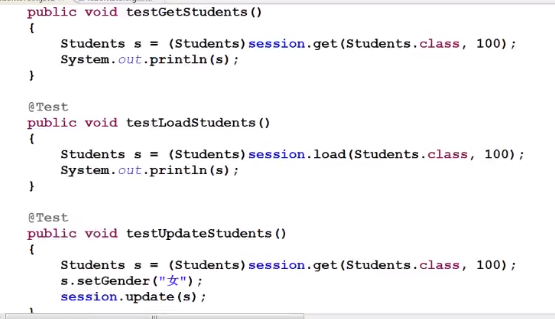 public void testGetStudents()
{
Students s = (Students)session.get(Students.class, 100);
System.out.println(s);
}
@Test
public void testLoadStudents()
{
Students s = (Students)session.load(Students.class, 100);
System.out.println(s);
}
@Test
public void testUpdateStudents()
{
Students s = (Students)session.get(Students.class, 100);
s.setGender("女");
session.update(s);
}